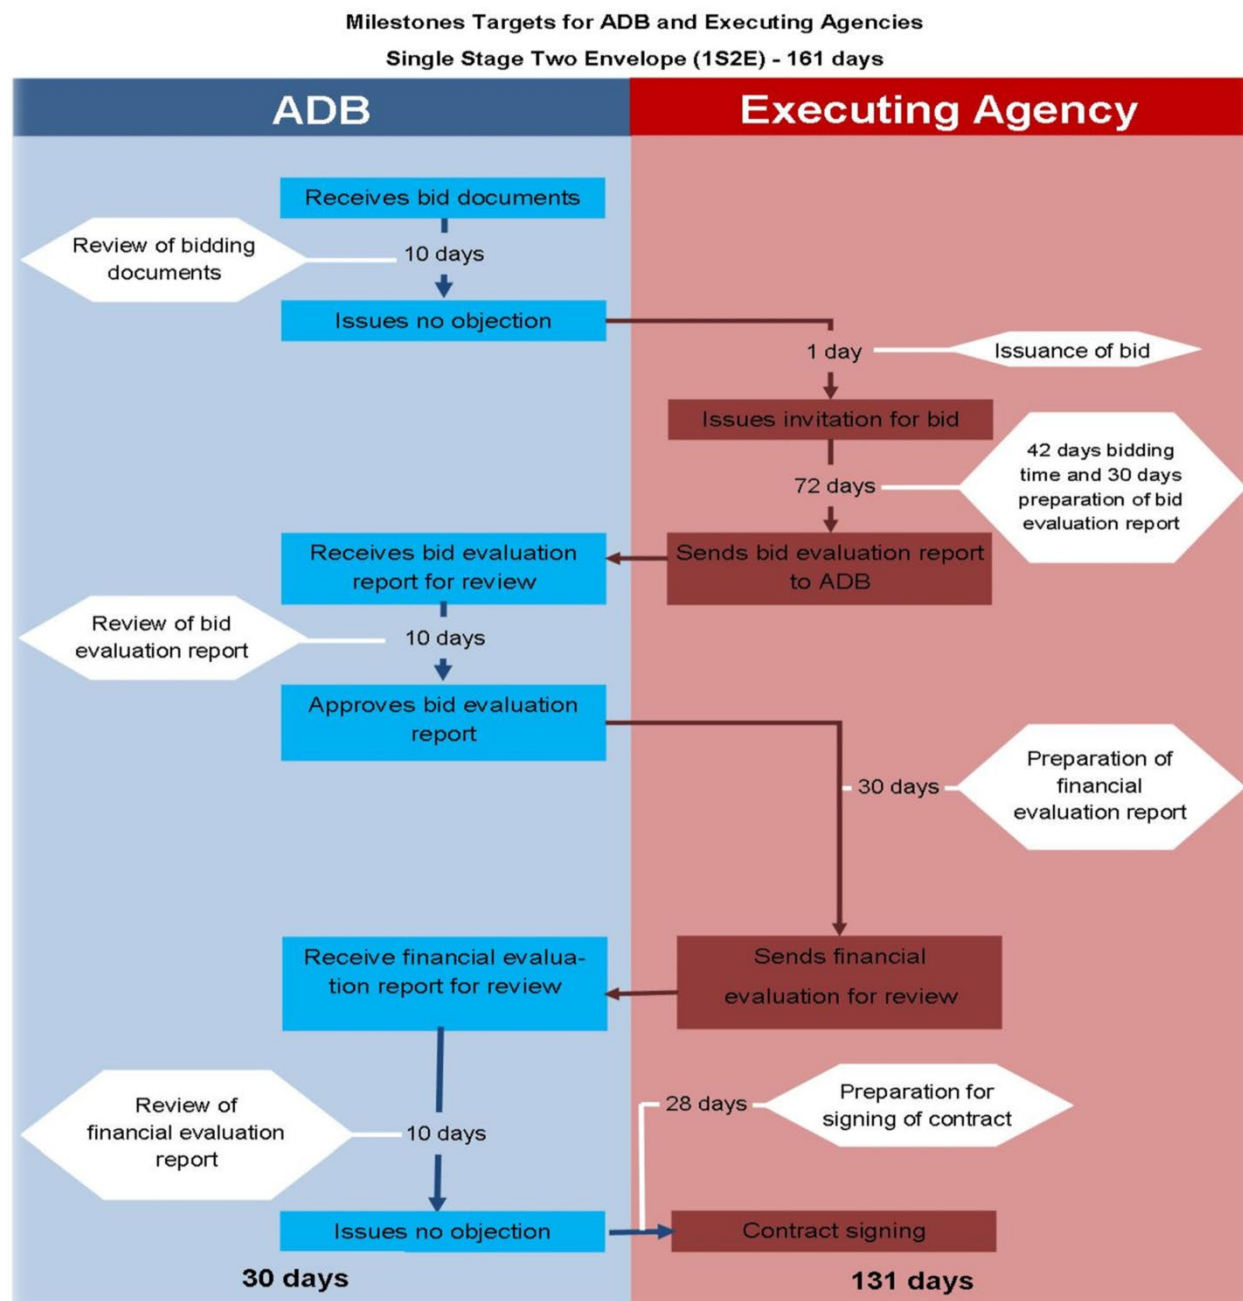 Milestones Targets for ADB and Executing Agencies
Single Stage Two Envelope (1S2E) - 161 days
ADB
Executing Agency
Receives bid documents
Review of bidding
documents
10 days
Issues no objection
1 day
Issuance of bid
Issues invitation for bid
42 days bidding
time and 30 days
preparation of bid
evaluation report
72 days
Receives bid evaluation
report for review
Sends bid evaluation report
to ADB
Review of bid
evaluation report
10 days
Approves bid evaluation
report
30 days
Preparation of
financial
evaluation report
Receive financial evalua-
tion report for review
Sends financial
evaluation for review
28 days
Preparation for
signing of contract
Review of
financial evaluation
report
10 days
Issues no objection
Contract signing
30 days
131 days